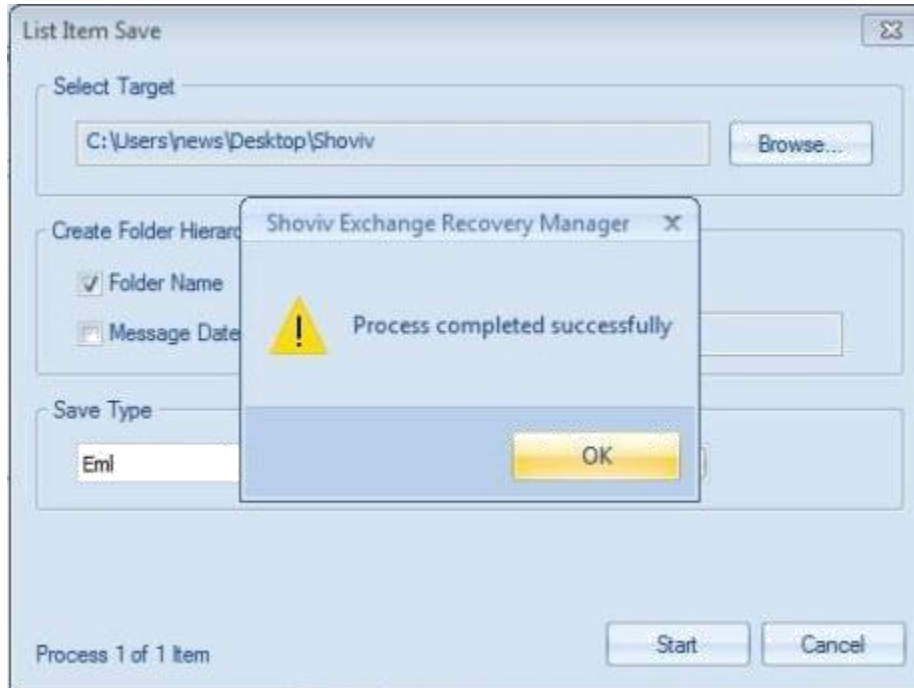 List Item Save
Select Target
C:\Users\news\Desktop\Shoviv
Browse...
Shoviv Exchange Recovery Manager
Create Folder Hierarc
Folder Name
Message Date
Process completed successfully
Save Type
Eml
OK
Process 1 of 1 Item
Start
Cancel